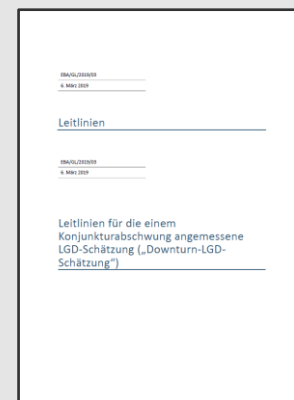 EBA/GL/2019/03
6. März 2019
Leitlinien
EBA/GL/2019/03
6. März 2019
Leitlinien für die einem
Konjunkturabschwung angemessene
LGD-Schätzung („Downturn-LGD-
Schätzung“)